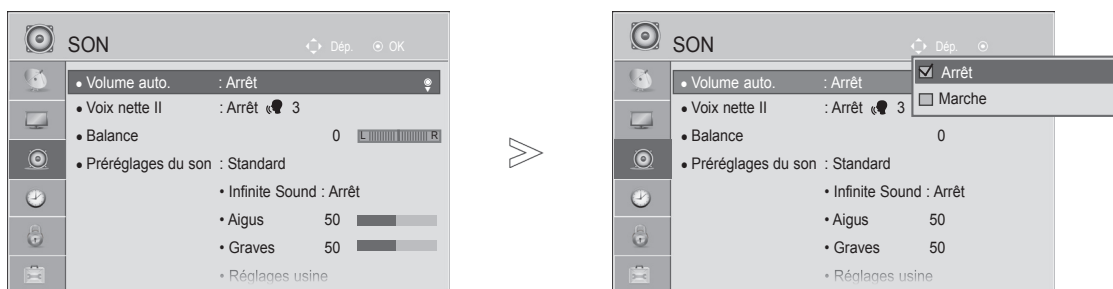 SON
Dép. OK
• Volume auto. : Arrêt
• Voix nette II : Arrêt 3
• Balance 0 L R
• Préréglages du son : Standard
• Infinite Sound : Arrêt
• Aigus 50
• Graves 50
• Réglages usine
>
SON
Dép.
• Volume auto. : Arrêt
Arrêt
Marche
• Voix nette II : Arrêt 3
• Balance 0
• Préréglages du son : Standard
• Infinite Sound : Arrêt
• Aigus 50
• Graves 50
• Réglages usine